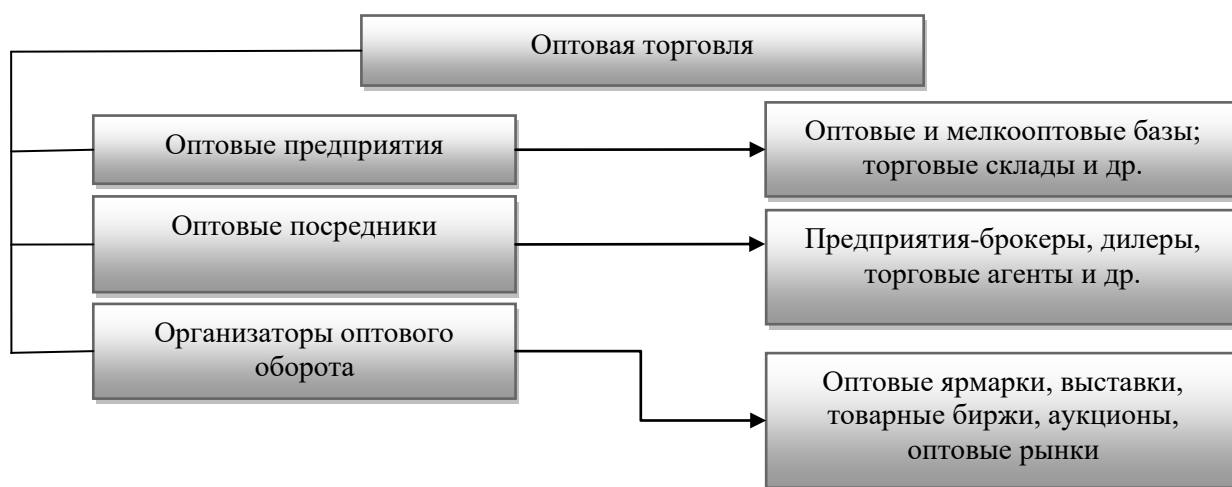 Оптовая торговля
Оптовые предприятия
Оптовые и мелкооптовые базы;
торговые склады и др.
Оптовые посредники
Предприятия-брокеры, дилеры,
торговые агенты и др.
Организаторы оптового
оборота
Оптовые ярмарки, выставки,
товарные биржи, аукционы,
оптовые рынки